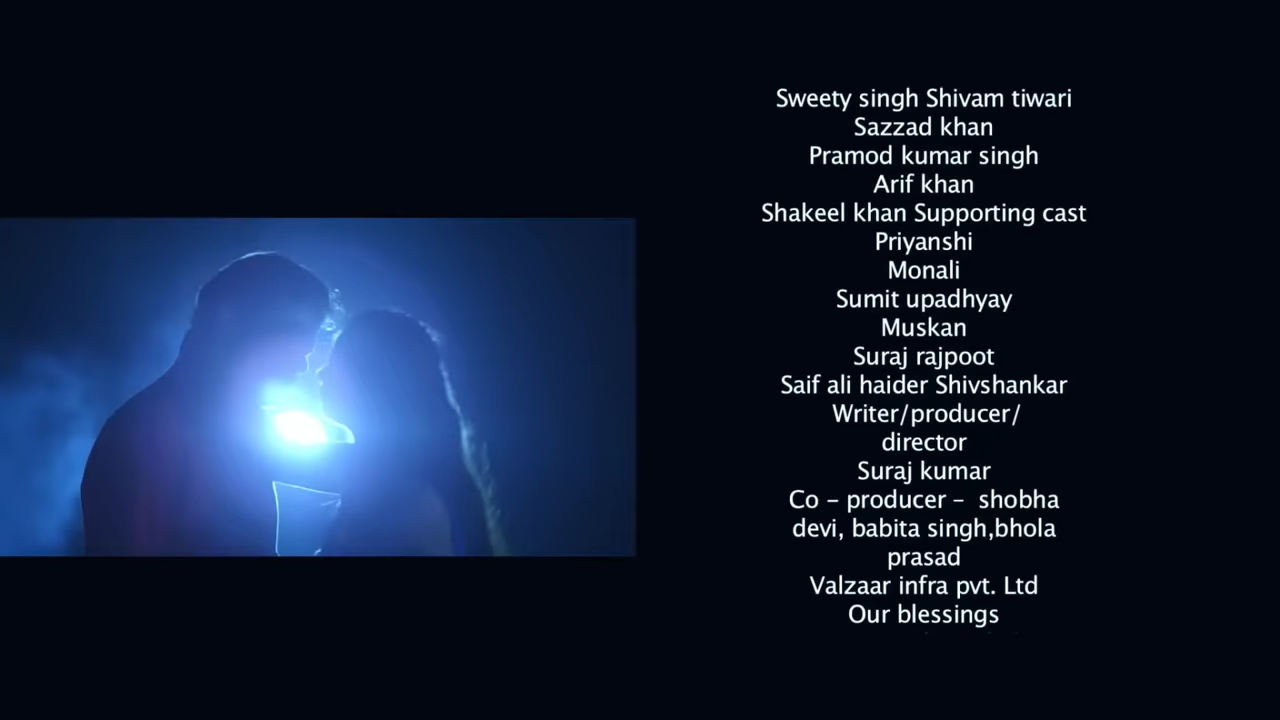 Sweety singh Shivam tiwari
Sazzad khan
Pramod kumar singh
Arif khan
Shakeel khan Supporting cast
Priyanshi
Monali
Sumit upadhyay
Muskan
Suraj rajpoot
Saif ali haider Shivshankar
Writer/producer/
director
Suraj kumar
Co - producer - shobha
devi, babita singh,bhola
prasad
Valzaar infra pvt. Ltd
Our blessings